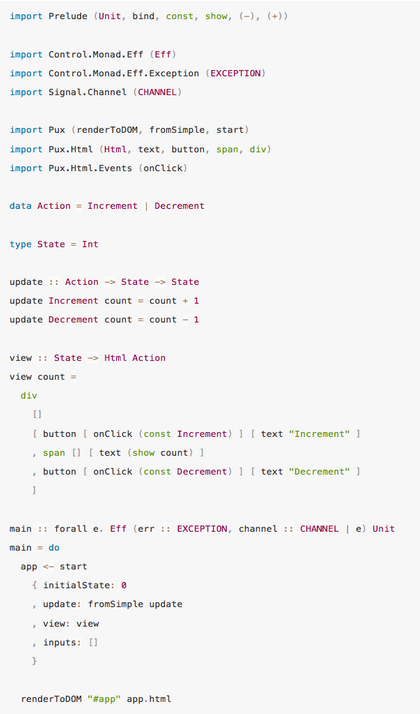 import Prelude (Unit, bind, const, show, (-), (+))
import Control.Monad.Eff (Eff)
import Control.Monad.Eff.Exception (EXCEPTION)
import Signal.Channel (CHANNEL)
import Pux (renderToDOM, fromSimple, start)
import Pux.Html (Html, text, button, span, div)
import Pux.Html.Events (onClick)
data Action = Increment | Decrement
type State = Int
update :: Action -> State -> State
update Increment count = count + 1
update Decrement count = count - 1
view :: State -> Html Action
view count =
  div
    []
    [ button [ onClick (const Increment) ] [ text "Increment" ]
    , span [] [ text (show count) ]
    , button [ onClick (const Decrement) ] [ text "Decrement" ]
    ]
main :: forall e. Eff (err :: EXCEPTION, channel :: CHANNEL | e) Unit
main = do
  app <- start
    { initialState: 0
    , update: fromSimple update
    , view: view
    , inputs: []
    }
  renderToDOM "#app" app.html